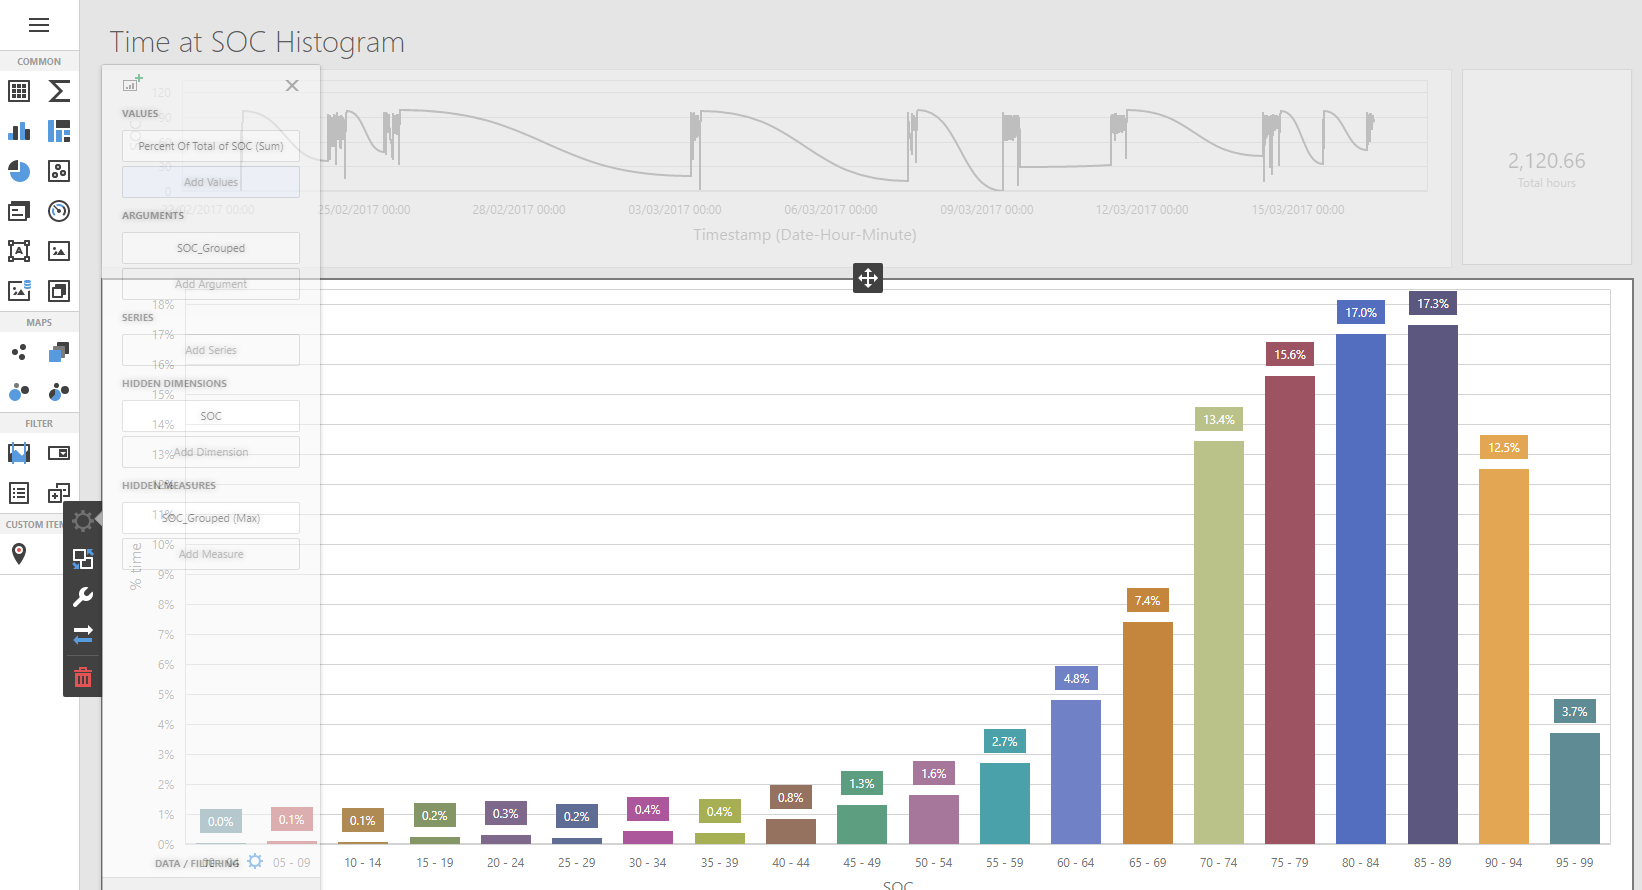 Time at SOC Histogram
COMMON
MAPS
FILTER
CUSTOM ITEM
VALUES
Percent Of Total of SOC (Sum)
Add Values
ARGUMENTS
SOC_Grouped
Add Argument
SERIES
Add Series
HIDDEN DIMENSIONS
SOC
Add Dimension
HIDDEN MEASURES
SOC_Grouped (Max)
Add Measure
DATA / FILTERING
120
90
30
0
25/02/2017 00:00
28/02/2017 00:00
03/03/2017 00:00
06/03/2017 00:00
09/03/2017 00:00
12/03/2017 00:00
15/03/2017 00:00
Timestamp (Date-Hour-Minute)
2,120.66
Total hours
18%
17%
16%
15%
14%
13%
12%
11%
10%
9%
8%
7%
6%
5%
4%
3%
2%
1%
0%
% time
0.0%
0.1%
0.1%
0.2%
0.3%
0.2%
0.4%
0.4%
0.8%
1.3%
1.6%
2.7%
4.8%
7.4%
13.4%
15.6%
17.0%
17.3%
12.5%
3.7%
00 - 04
05 - 09
10 - 14
15 - 19
20 - 24
25 - 29
30 - 34
35 - 39
40 - 44
45 - 49
50 - 54
55 - 59
60 - 64
65 - 69
70 - 74
75 - 79
80 - 84
85 - 89
90 - 94
95 - 99
SOC